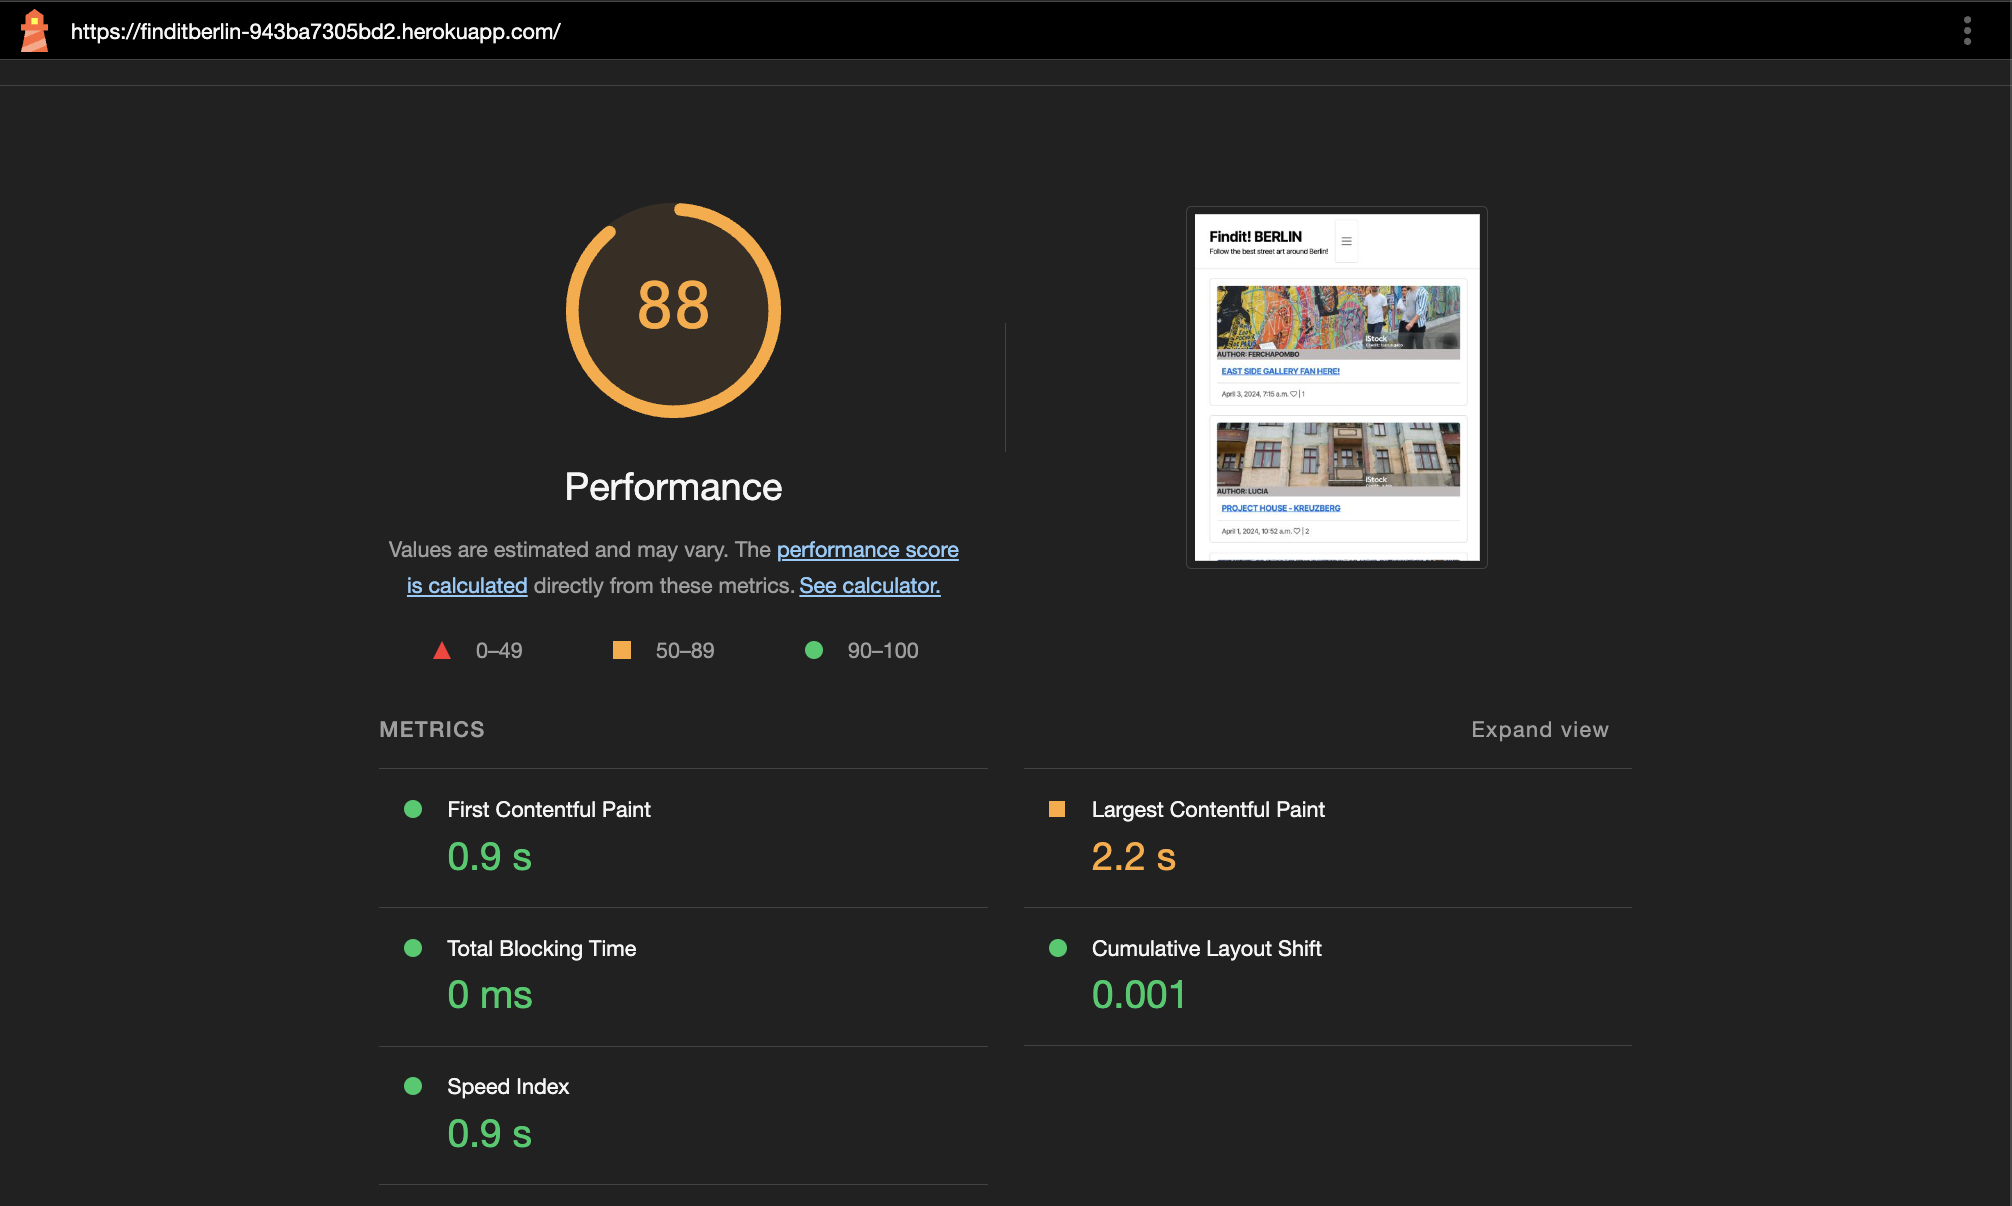 https://finditberlin-943ba7305bd2.herokuapp.com/
88
Performance
Values are estimated and may vary. The performance score
is calculated directly from these metrics. See calculator.
0–49
50–89
90–100
Findit! BERLIN
Follow the best street art around Berlin!
iStock
AUTHOR: FERCHAPOMBO
EAST SIDE GALLERY FAN HERE!
April 3, 2024, 7:15 a.m. | 1
iStock
AUTHOR: LUCIA
PROJECT HOUSE - KREUZBERG
April 1, 2024, 10:52 a.m. | 2
METRICS
Expand view
First Contentful Paint
0.9 s
Largest Contentful Paint
2.2 s
Total Blocking Time
0 ms
Cumulative Layout Shift
0.001
Speed Index
0.9 s